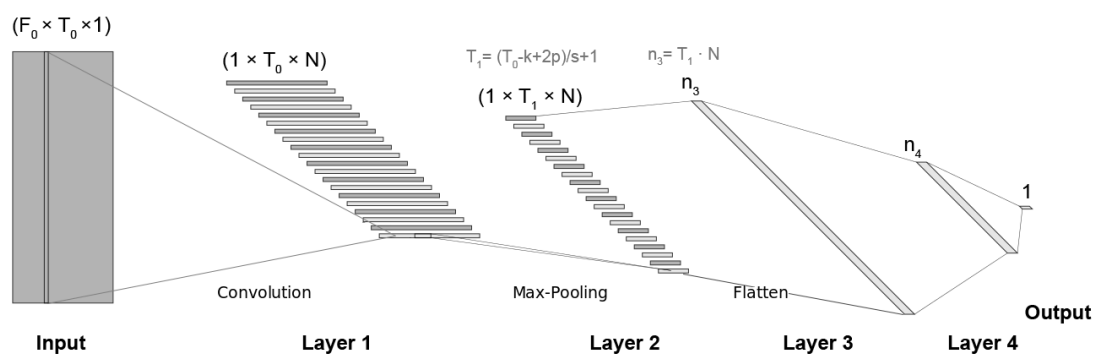 (F₀ × T₀ ×1)
(1 × T₀ × N)
T₁= (T₀-k+2p)/s+1
n₃= T₁ · N
(1 × T₁ × N)
n₃
n₄
1
Convolution
Max-Pooling
Flatten
Output
Input
Layer 1
Layer 2
Layer 3
Layer 4